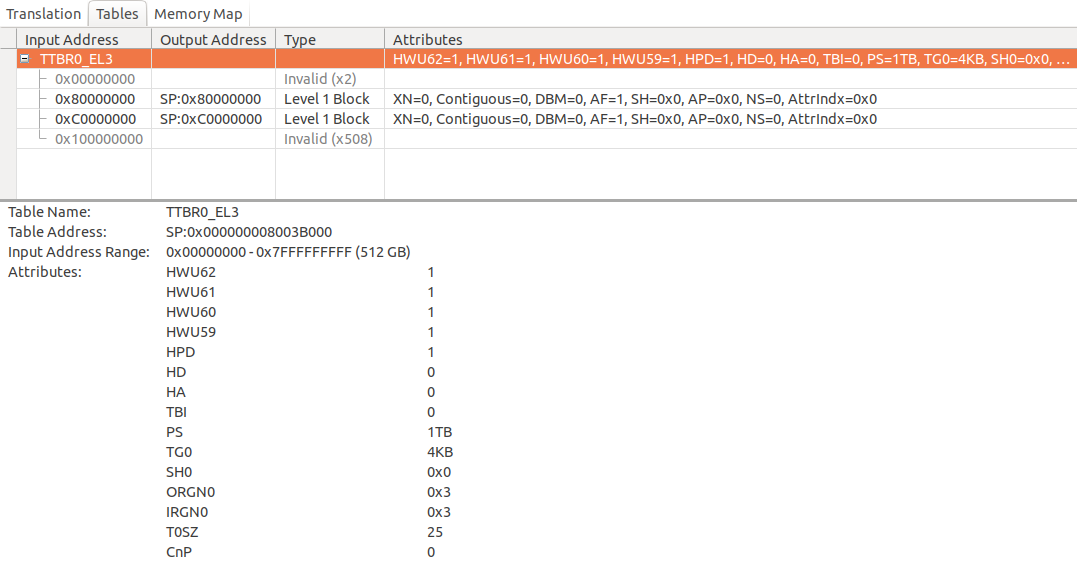 Translation Tables Memory Map
Input Address Output Address Type Attributes
TTBR0_EL3 HWU62=1, HWU61=1, HWU60=1, HWU59=1, HPD=1, HD=0, HA=0, TBI=0, PS=1TB, TG0=4KB, SH0=0x0, ...
0x00000000 Invalid (x2)
0x80000000 SP:0x80000000 Level 1 Block XN=0, Contiguous=0, DBM=0, AF=1, SH=0x0, AP=0x0, NS=0, AttrIndx=0x0
0xC0000000 SP:0xC0000000 Level 1 Block XN=0, Contiguous=0, DBM=0, AF=1, SH=0x0, AP=0x0, NS=0, AttrIndx=0x0
0x100000000 Invalid (x508)
Table Name: TTBR0_EL3
Table Address: SP:0x000000008003B000
Input Address Range: 0x00000000 - 0x7FFFFFFFFF (512 GB)
Attributes: HWU62 1
HWU61 1
HWU60 1
HWU59 1
HPD 1
HD 0
HA 0
TBI 0
PS 1TB
TG0 4KB
SH0 0x0
ORGN0 0x3
IRGN0 0x3
T0SZ 25
CnP 0